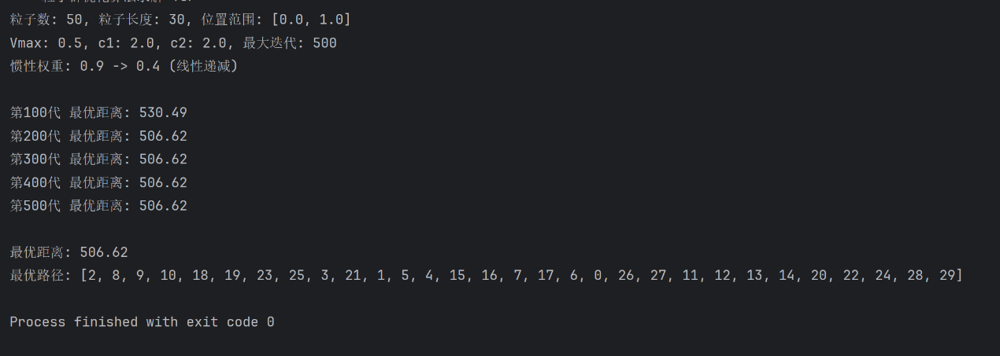 粒子数: 50, 粒子长度: 30, 位置范围: [0.0, 1.0]
Vmax: 0.5, c1: 2.0, c2: 2.0, 最大迭代: 500
惯性权重: 0.9 -> 0.4 (线性递减)
第100代 最优距离: 530.49
第200代 最优距离: 506.62
第300代 最优距离: 506.62
第400代 最优距离: 506.62
第500代 最优距离: 506.62
最优距离: 506.62
最优路径: [2, 8, 9, 10, 18, 19, 23, 25, 3, 21, 1, 5, 4, 15, 16, 7, 17, 6, 0, 26, 27, 11, 12, 13, 14, 20, 22, 24, 28, 29]
Process finished with exit code 0